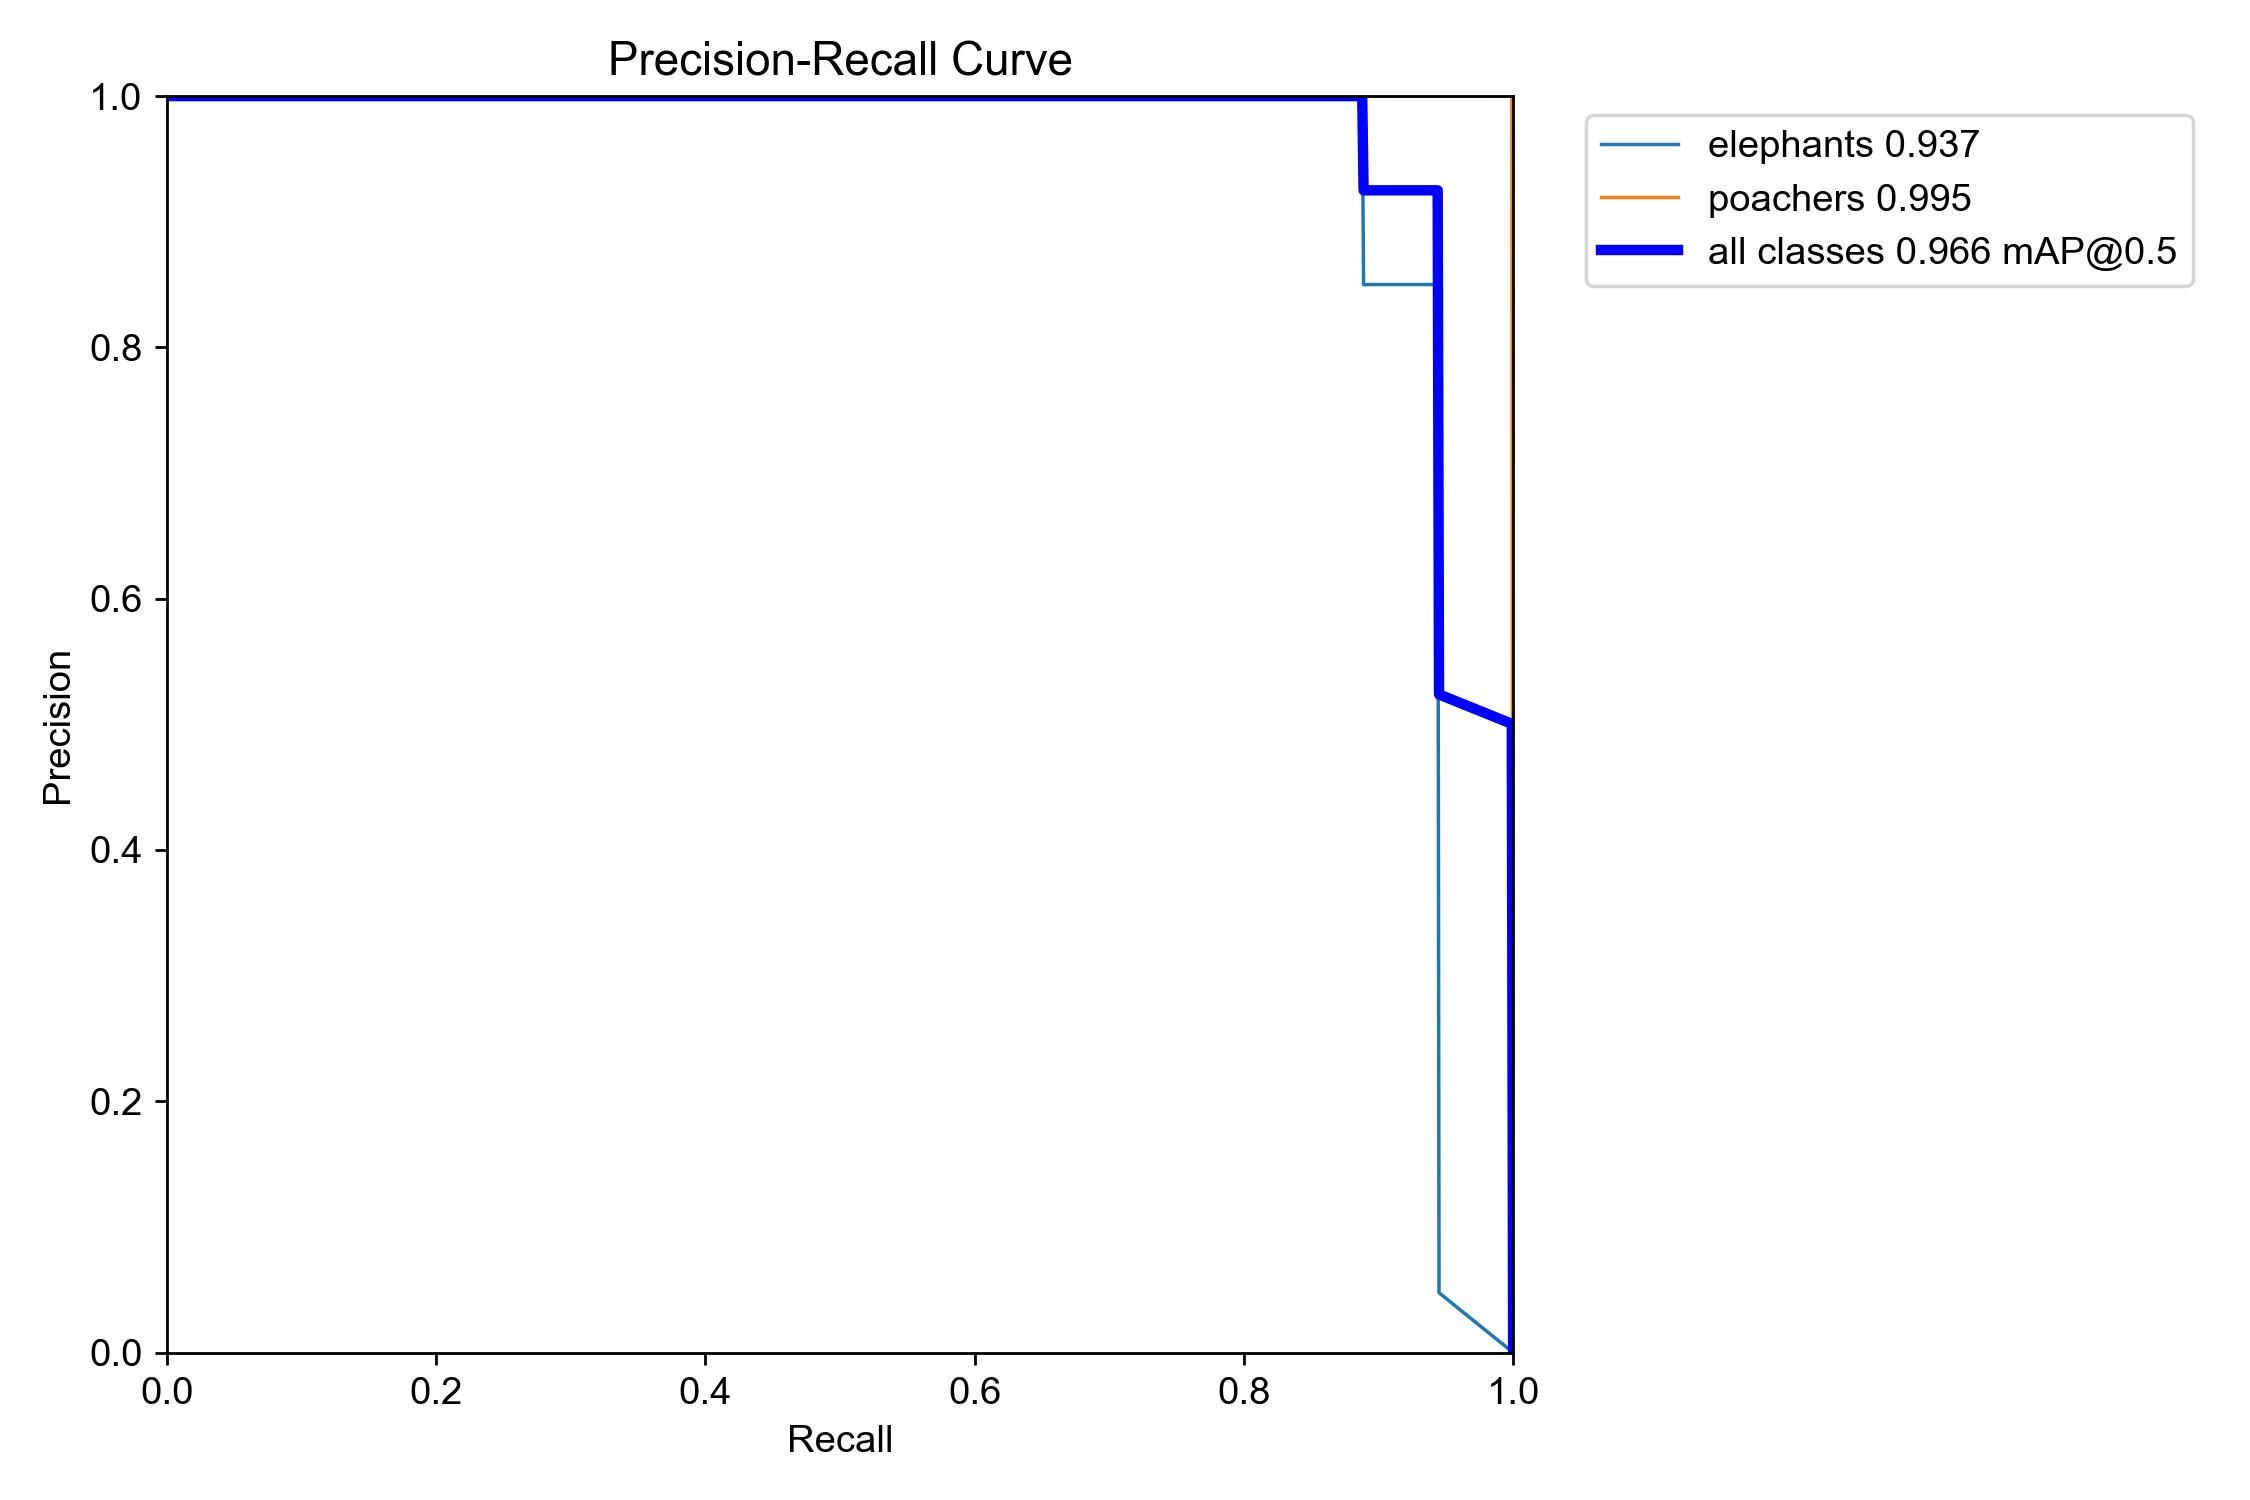 Precision-Recall Curve
1.0
0.8
0.6
0.4
0.2
0.0
Precision
0.0 0.2 0.4 0.6 0.8 1.0
Recall
elephants 0.937
poachers 0.995
all classes 0.966 mAP@0.5